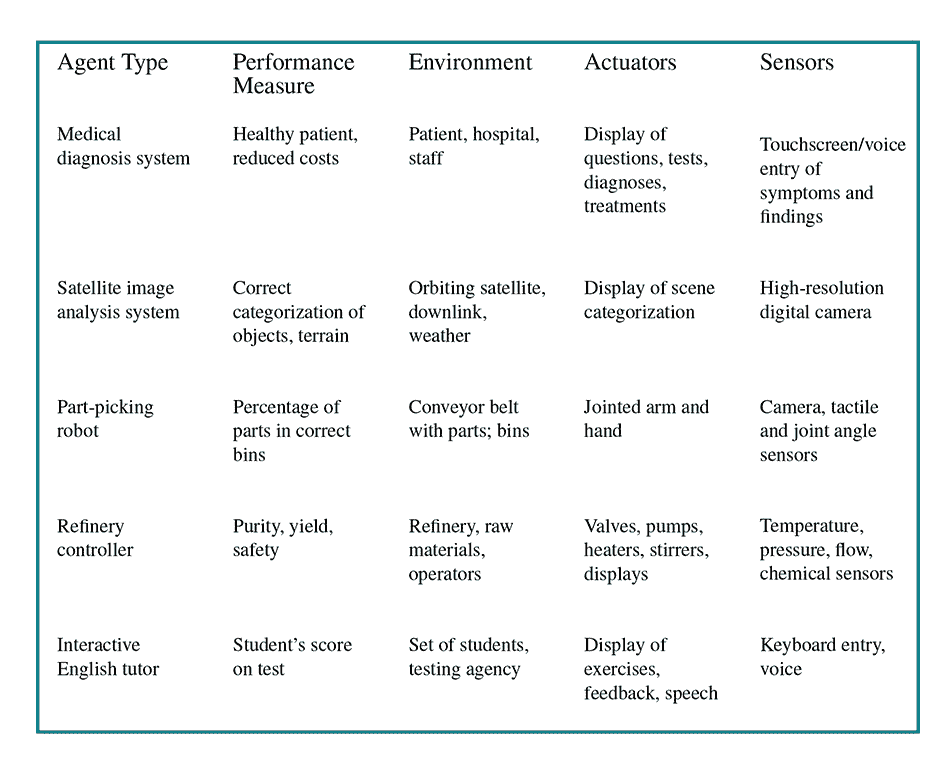 Agent Type
Performance
Measure
Environment
Actuators
Sensors
Medical
diagnosis system
Healthy patient,
reduced costs
Patient, hospital,
staff
Display of
questions, tests,
diagnoses,
treatments
Touchscreen/voice
entry of
symptoms and
findings
Satellite image
analysis system
Correct
categorization of
objects, terrain
Orbiting satellite,
downlink,
weather
Display of scene
categorization
High-resolution
digital camera
Part-picking
robot
Percentage of
parts in correct
bins
Conveyor belt
with parts; bins
Jointed arm and
hand
Camera, tactile
and joint angle
sensors
Refinery
controller
Purity, yield,
safety
Refinery, raw
materials,
operators
Valves, pumps,
heaters, stirrers,
displays
Temperature,
pressure, flow,
chemical sensors
Interactive
English tutor
Student’s score
on test
Set of students,
testing agency
Display of
exercises,
feedback, speech
Keyboard entry,
voice